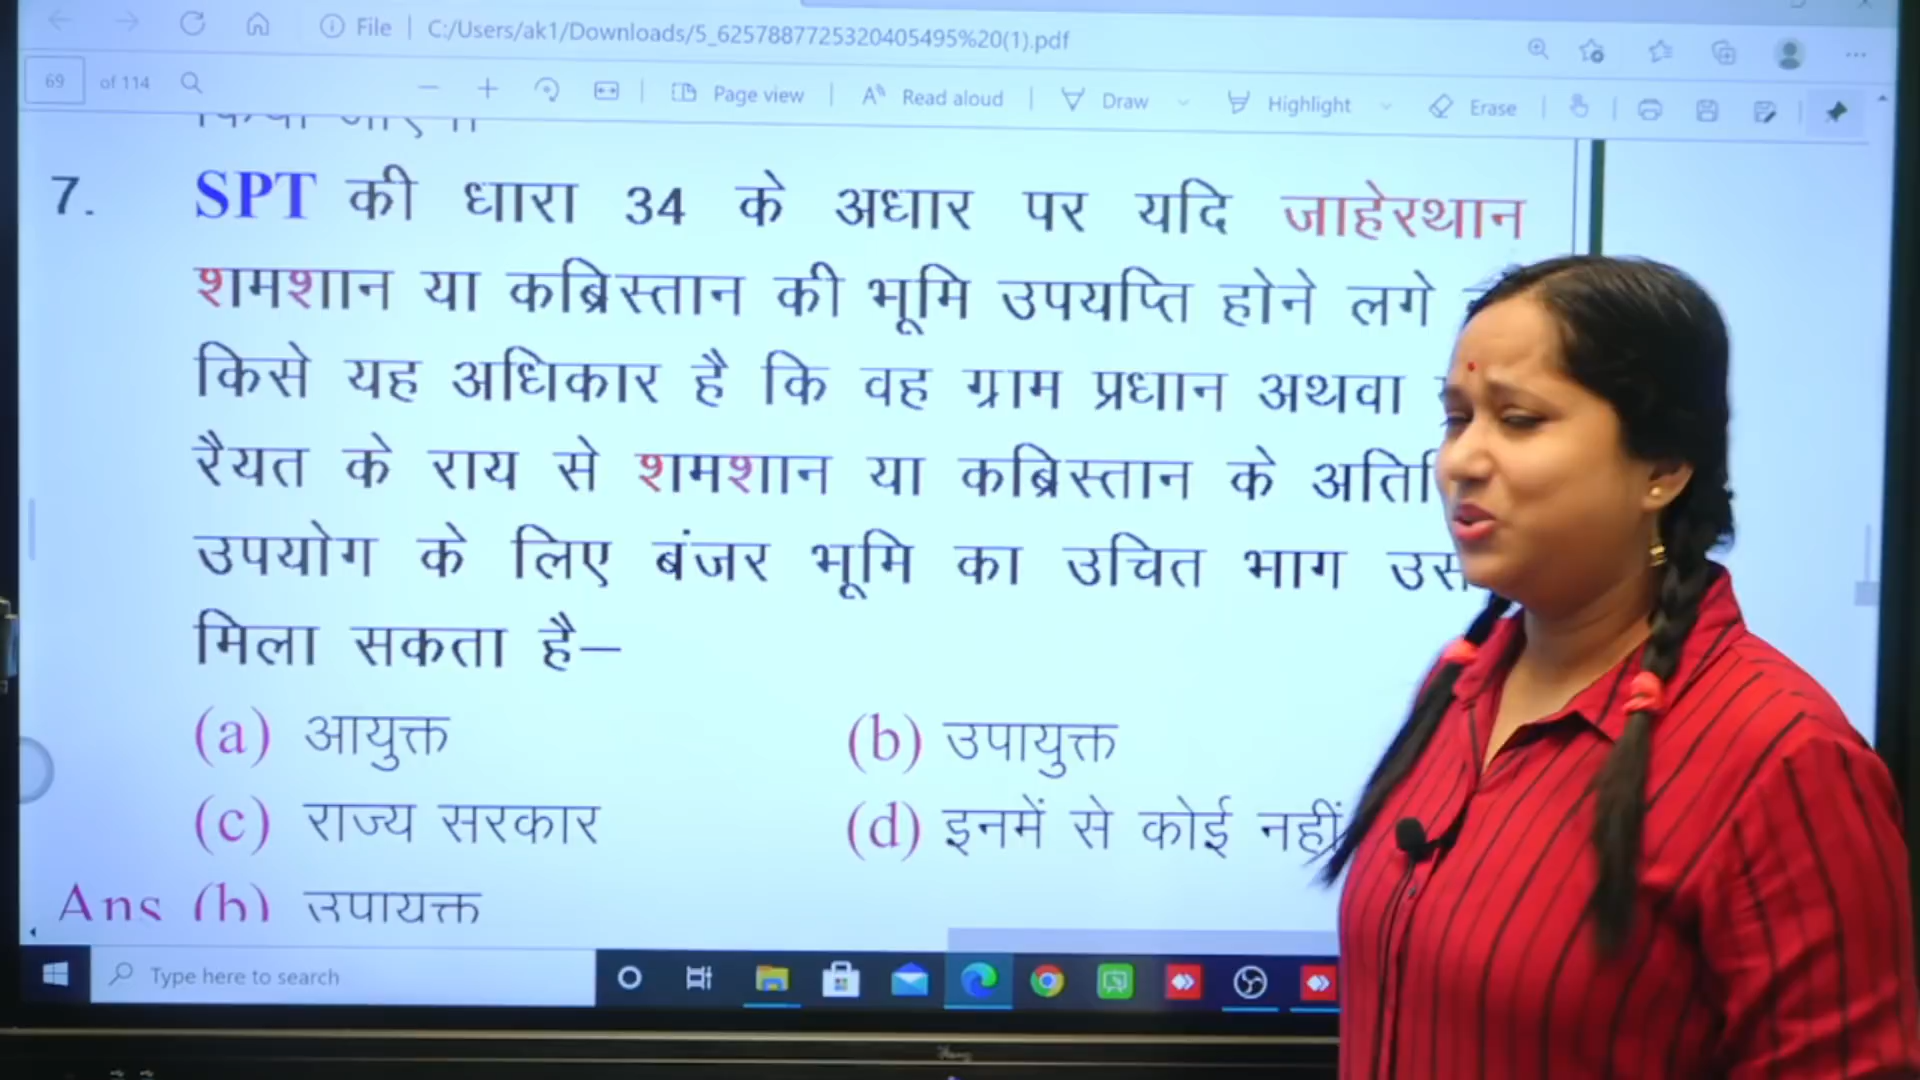 File | C:/Users/ak1/Downloads/5_6257887725320405495%20(1).pdf
69 of 114 Page view Read aloud Draw Highlight Erase
7. SPT की धारा 34 के अधार पर यदि जाहेरथान
शमशान या कब्रिस्तान की भूमि उपयप्ति होने लगे
किसे यह अधिकार है कि वह ग्राम प्रधान अथवा
रैयत के राय से शमशान या कब्रिस्तान के
उपयोग के लिए बंजर भूमि का उचित भाग
मिला सकता है–
(a) आयुक्त (b) उपायुक्त
(c) राज्य सरकार (d) इनमें से कोई नहीं
Ans (b) उपायुक्त
Type here to search